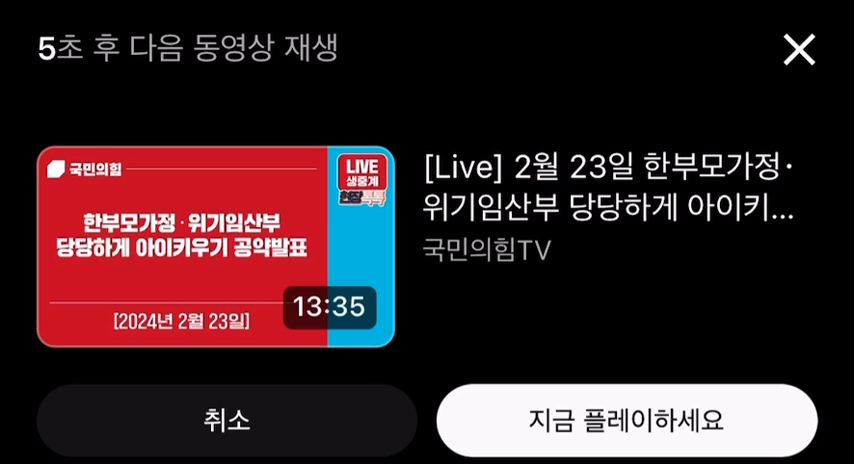 5초 후 다음 동영상 재생
국민의힘
LIVE
생중계
현장톡톡
한부모가정·위기임산부
당당하게 아이키우기 공약발표
[2024년 2월 23일]
13:35
[Live] 2월 23일 한부모가정·
위기임산부 당당하게 아이키...
국민의힘TV
취소
지금 플레이하세요